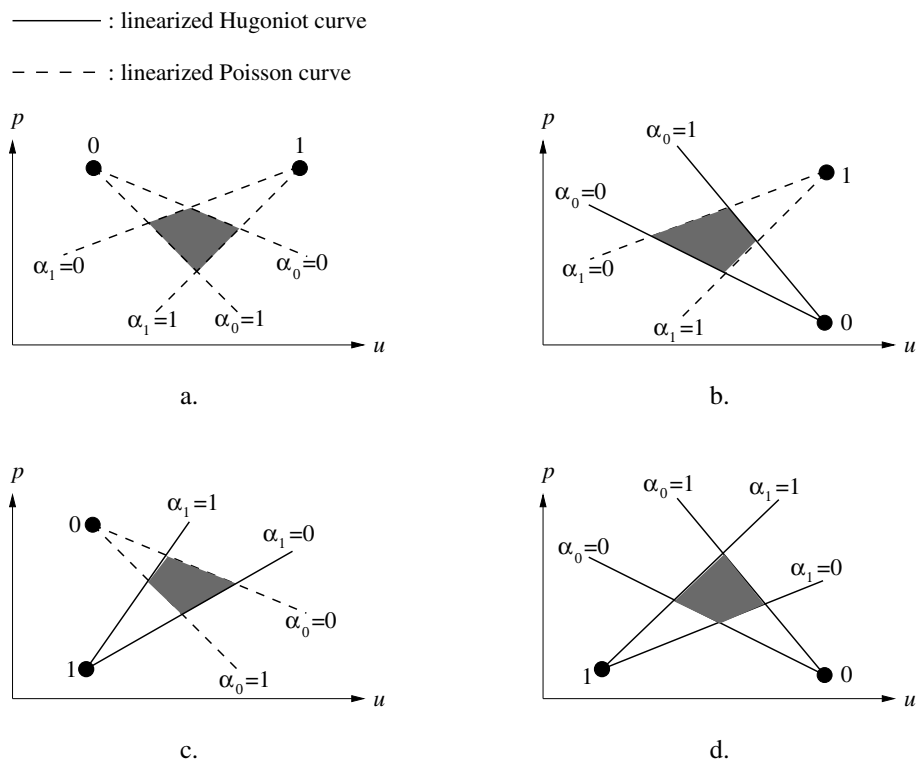 : linearized Hugoniot curve
: linearized Poisson curve
p
0
1
α₁=0
α₀=0
α₁=1
α₀=1
u
a.
p
α₀=1
1
α₀=0
α₁=0
α₁=1
0
u
b.
p
α₁=1
0
α₁=0
α₀=0
1
α₀=1
u
c.
p
α₀=1
α₁=1
α₀=0
α₁=0
1
0
u
d.